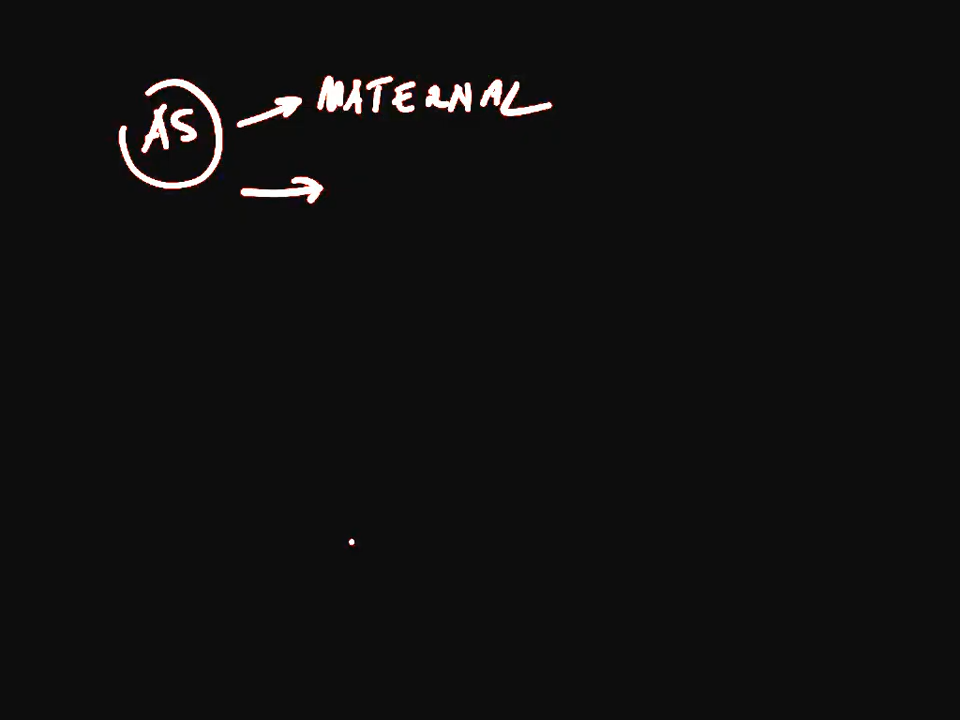 AS → MATERNAL
→